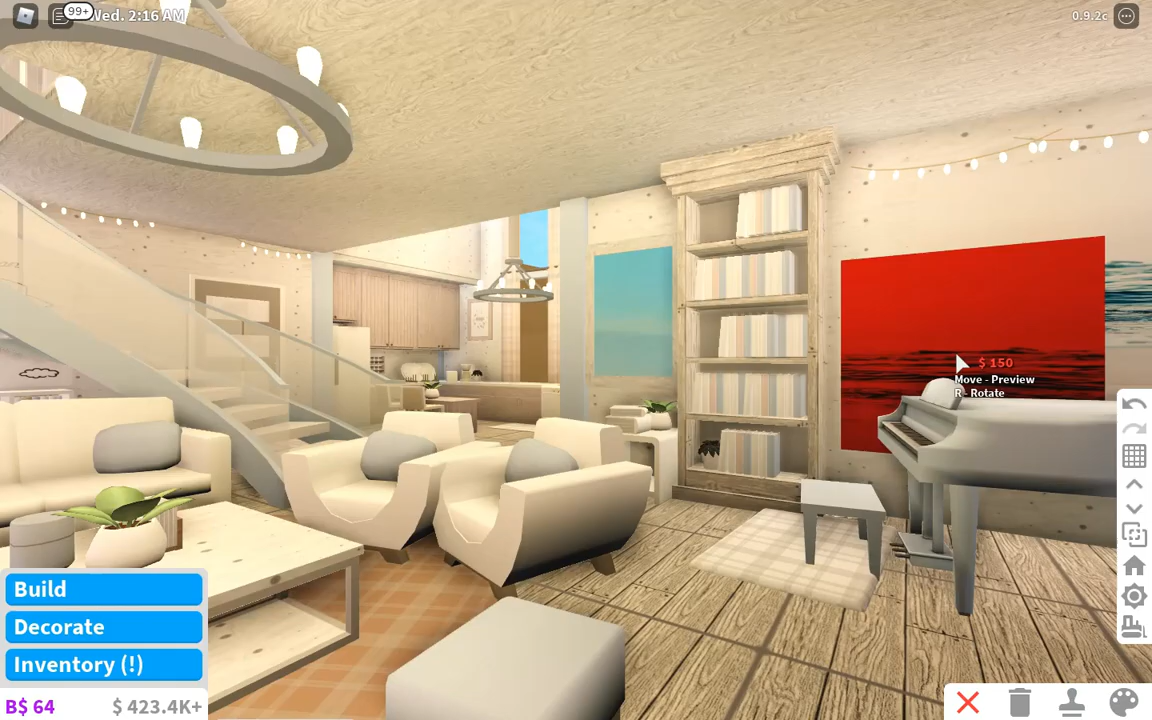 99+
Wed. 2:16 AM
0.9.2c
$ 150
Move - Preview
R - Rotate
Build
Decorate
Inventory (!)
B$ 64
$ 423.4K+